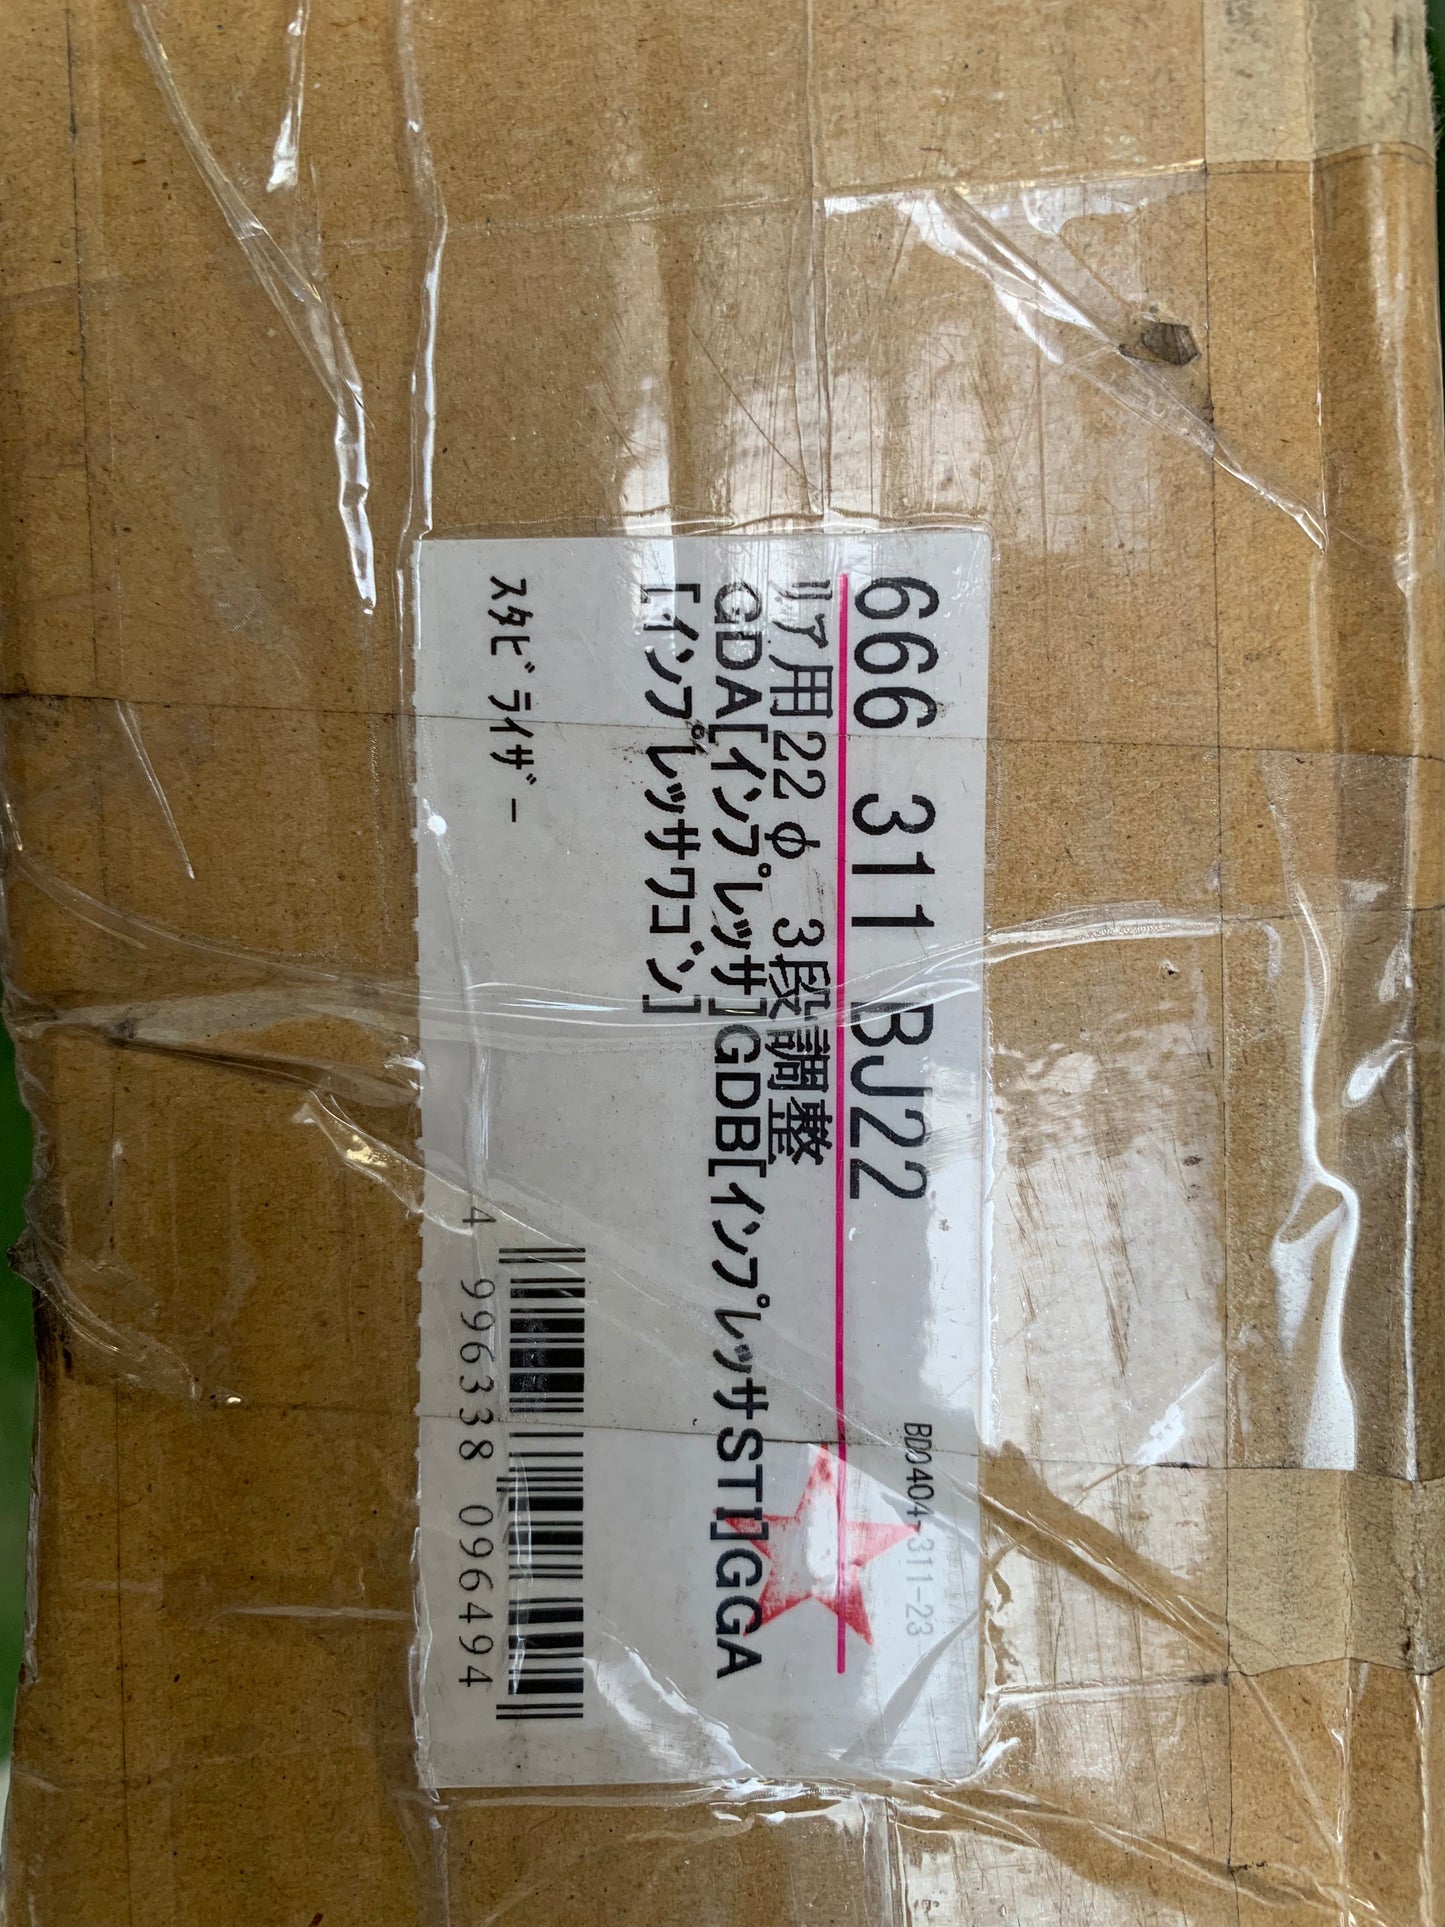 BD0404-311-23
666 311 BJ22
ﾘｱ用22φ 3段調整
GDA[ｲﾝﾌﾟﾚｯｻ]GDB[ｲﾝﾌﾟﾚｯｻSTI]GGA
[ｲﾝﾌﾟﾚｯｻﾜｺﾞﾝ]
ｽﾀﾋﾞﾗｲｻﾞｰ
4 996338 096494